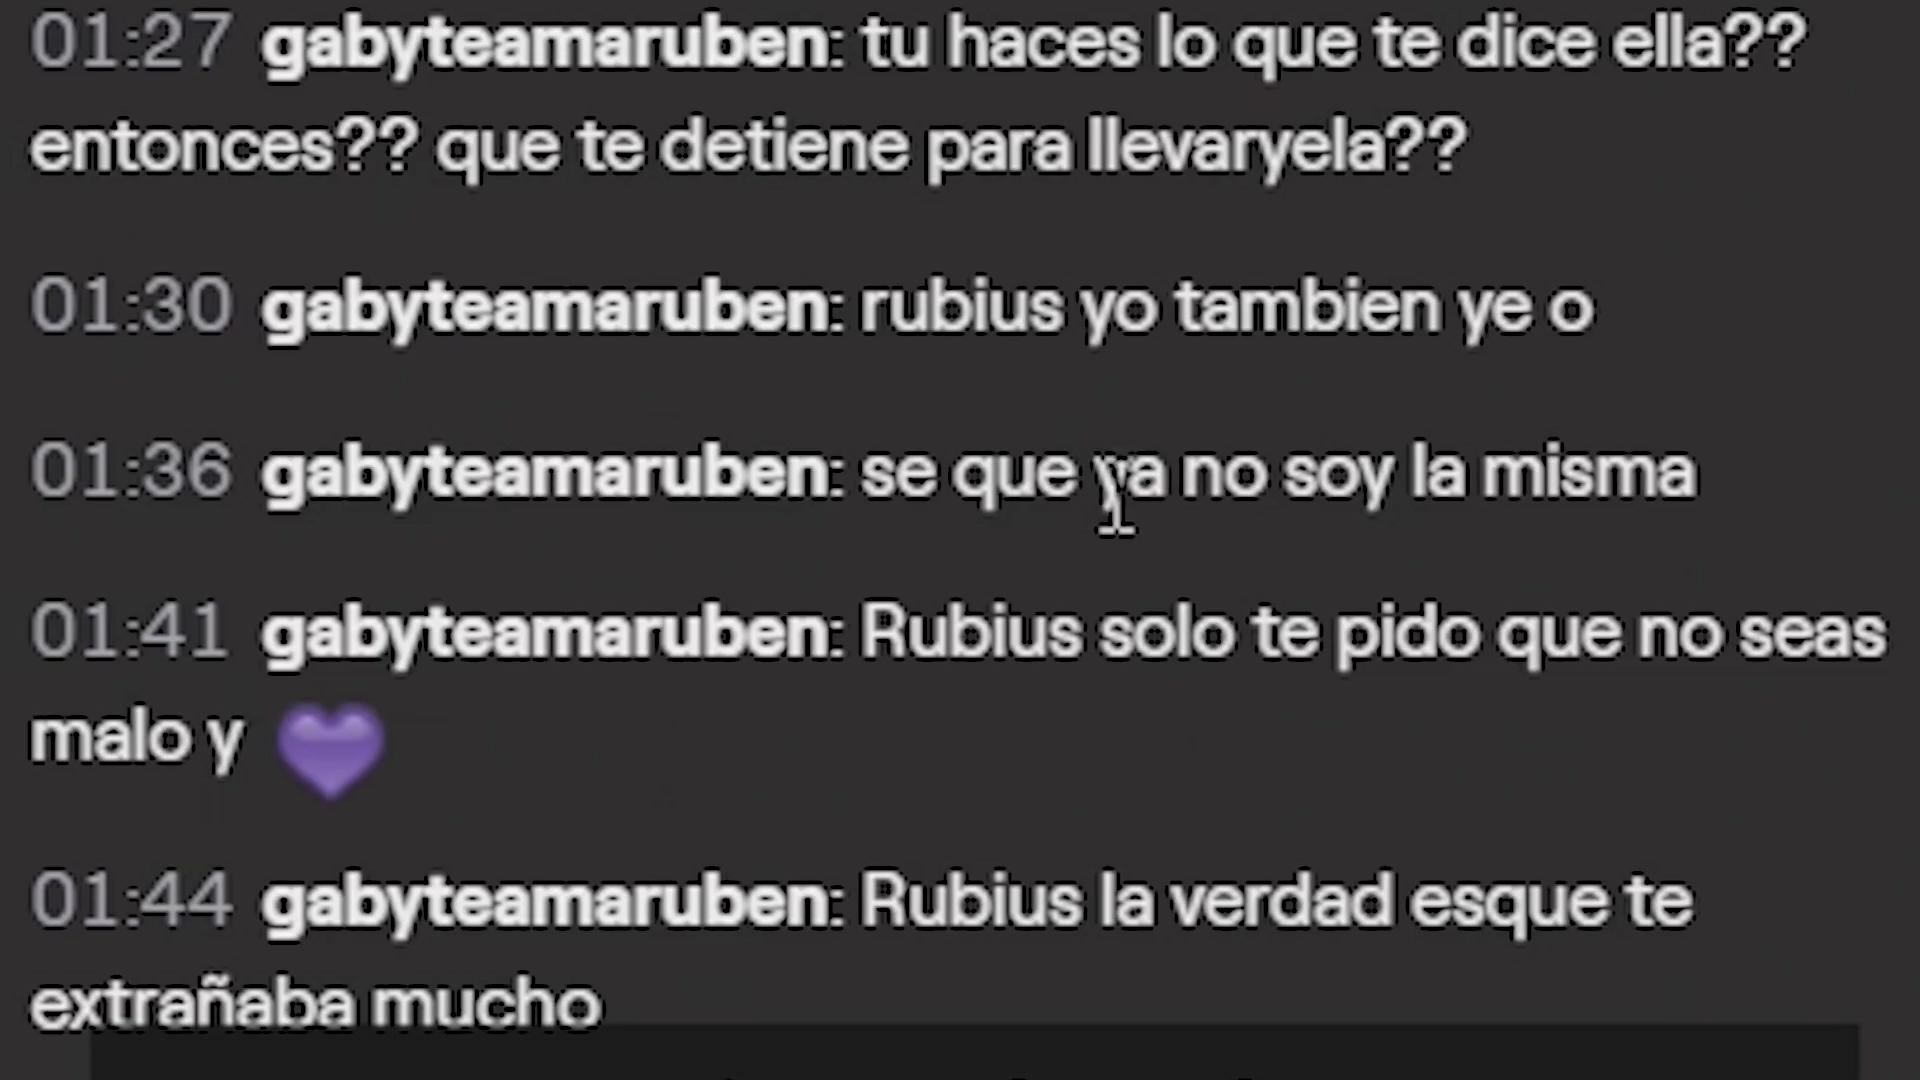 01:27 gabyteamaruben: tu haces lo que te dice ella??
entonces?? que te detiene para llevaryela??
01:30 gabyteamaruben: rubius yo tambien ye o
01:36 gabyteamaruben: se que ya no soy la misma
01:41 gabyteamaruben: Rubius solo te pido que no seas
malo y 💜
01:44 gabyteamaruben: Rubius la verdad esque te
extrañaba mucho